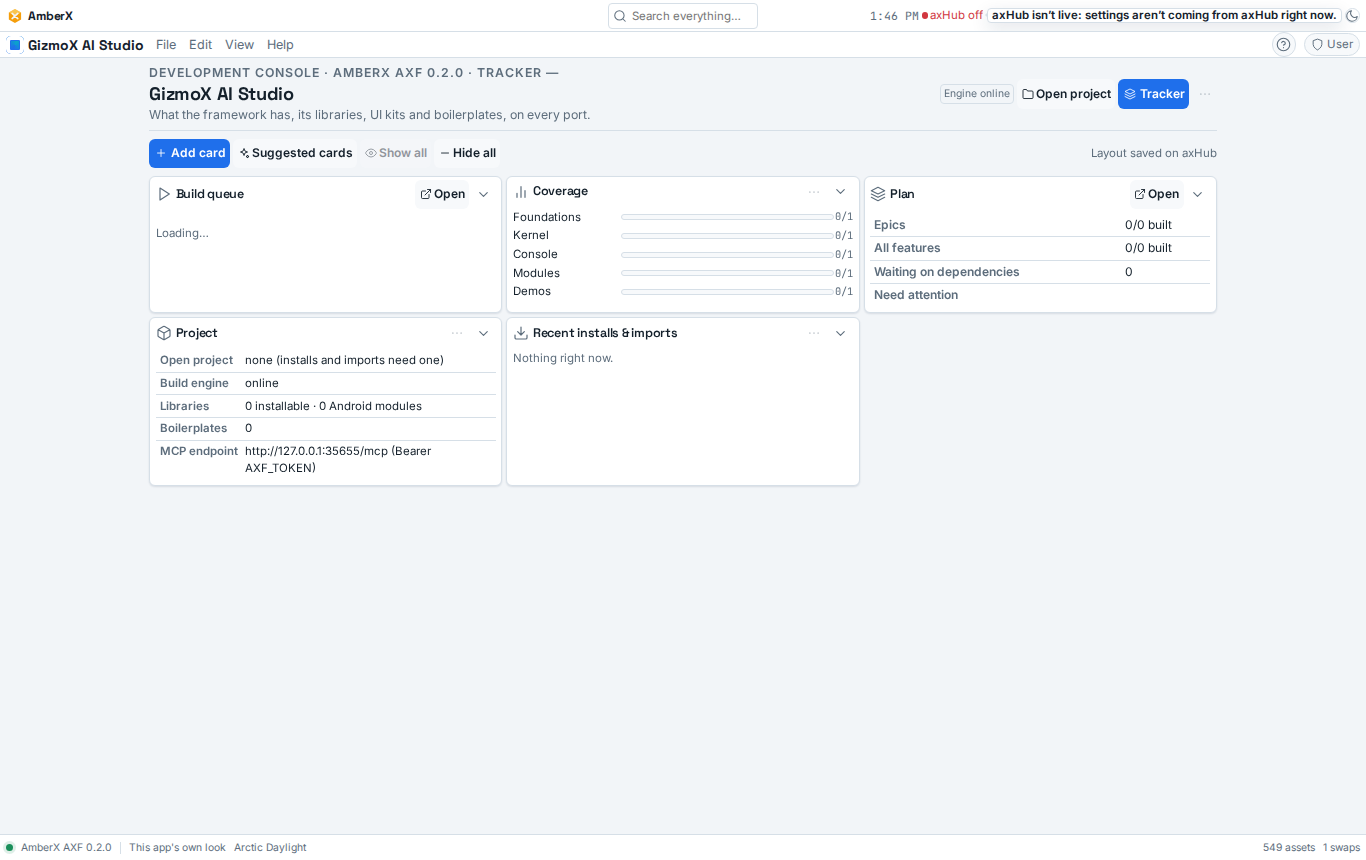 AmberX
Search everything...
1:46 PM
axHub off
axHub isn't live: settings aren't coming from axHub right now.
GizmoX AI Studio File Edit View Help
User
DEVELOPMENT CONSOLE · AMBERX AXF 0.2.0 · TRACKER —
GizmoX AI Studio
What the framework has, its libraries, UI kits and boilerplates, on every port.
Engine online
Open project
Tracker
Add card
Suggested cards
Show all
Hide all
Layout saved on axHub
Build queue
Open
Loading...
Coverage
Foundations 0/1
Kernel 0/1
Console 0/1
Modules 0/1
Demos 0/1
Plan
Open
Epics 0/0 built
All features 0/0 built
Waiting on dependencies 0
Need attention
Project
Open project none (installs and imports need one)
Build engine online
Libraries 0 installable · 0 Android modules
Boilerplates 0
MCP endpoint http://127.0.0.1:35655/mcp (Bearer
AXF_TOKEN)
Recent installs & imports
Nothing right now.
AmberX AXF 0.2.0
This app's own look Arctic Daylight
549 assets 1 swaps